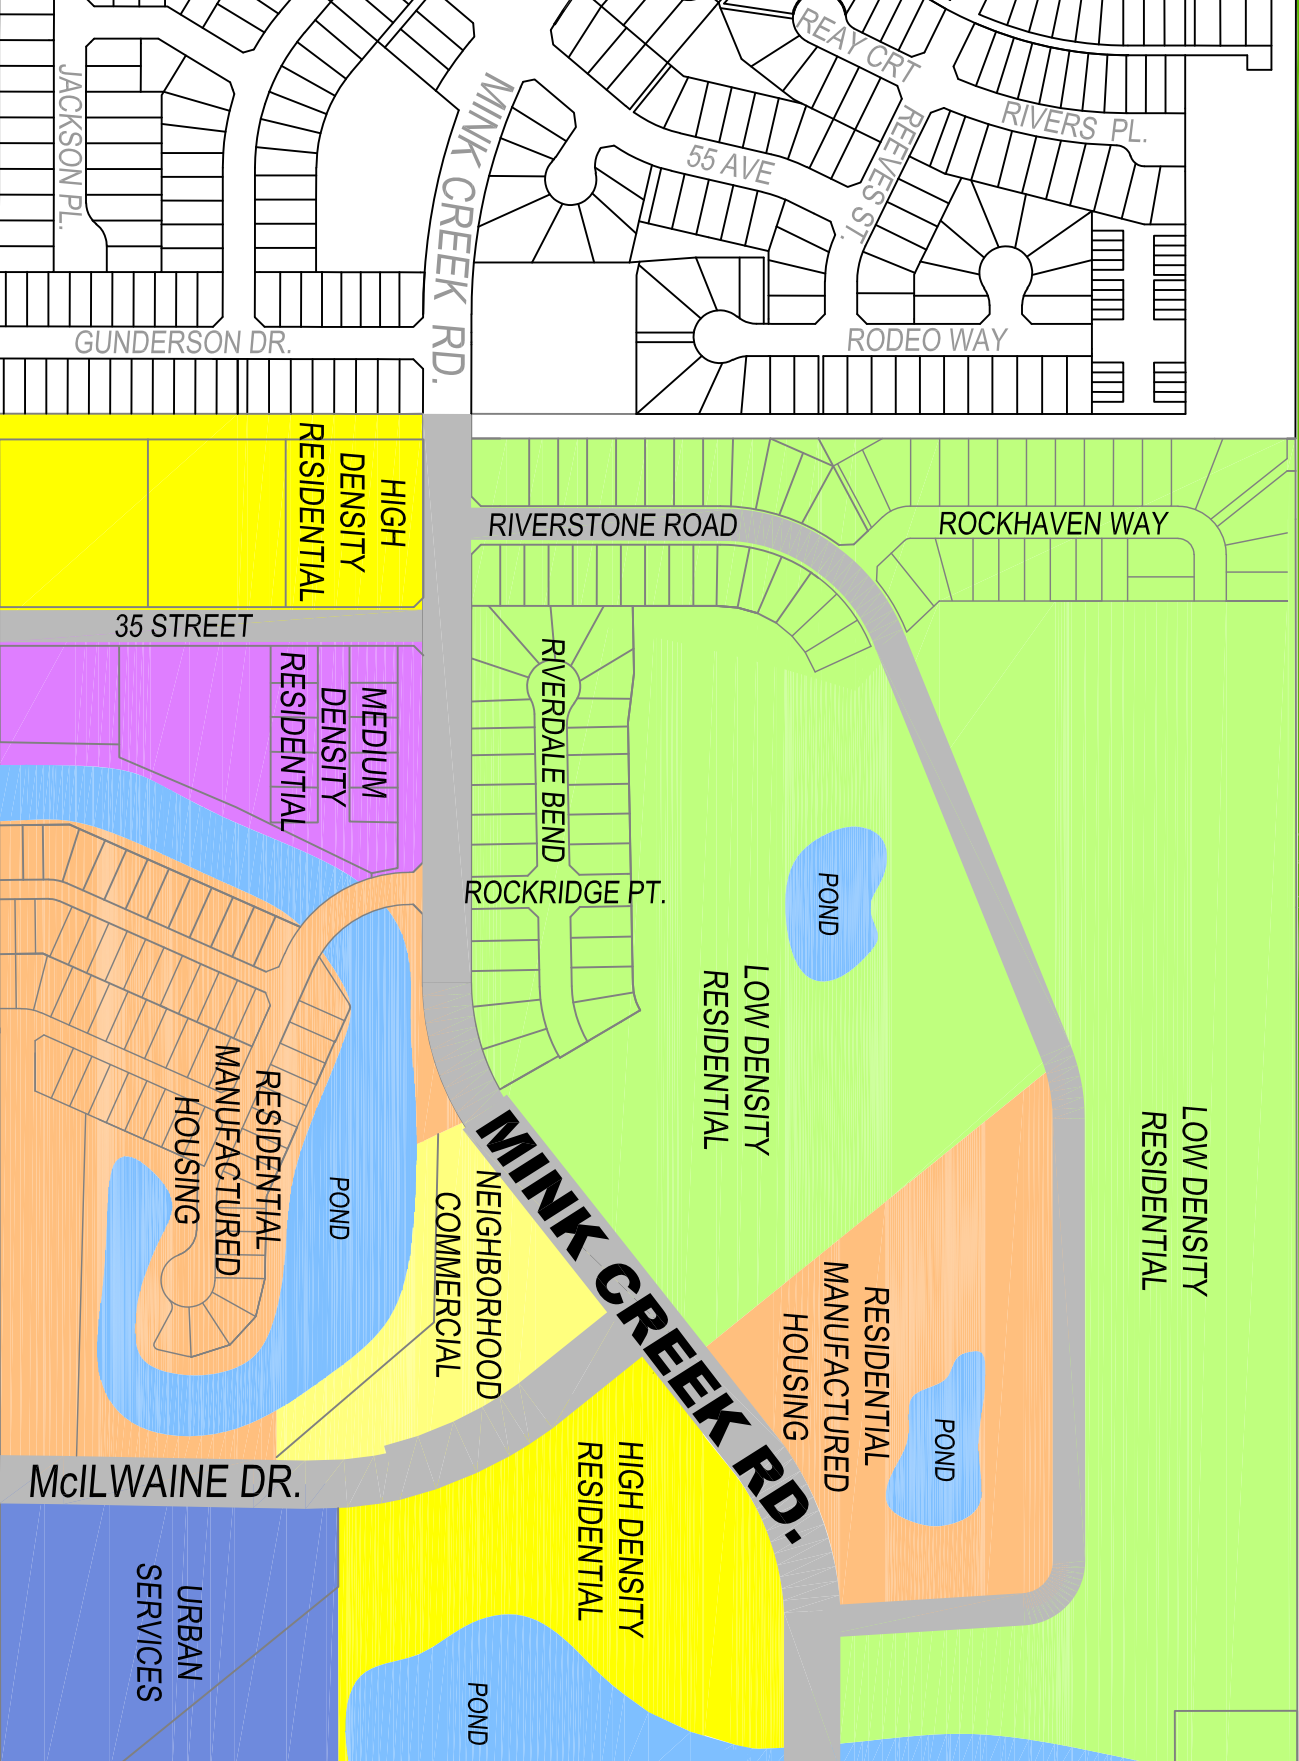 REAY CRT
RIVERS PL.
JACKSON PL.
MINK CREEK RD.
55 AVE
REEVES ST.
GUNDERSON DR.
RODEO WAY
HIGH
DENSITY
RESIDENTIAL
RIVERSTONE ROAD
ROCKHAVEN WAY
35 STREET
MEDIUM
DENSITY
RESIDENTIAL
RIVERDALE BEND
ROCKRIDGE PT.
POND
LOW DENSITY
RESIDENTIAL
RESIDENTIAL
MANUFACTURED
HOUSING
POND
NEIGHBORHOOD
COMMERCIAL
MINK CREEK RD.
LOW DENSITY
RESIDENTIAL
RESIDENTIAL
MANUFACTURED
HOUSING
POND
McILWAINE DR.
HIGH DENSITY
RESIDENTIAL
URBAN
SERVICES
POND